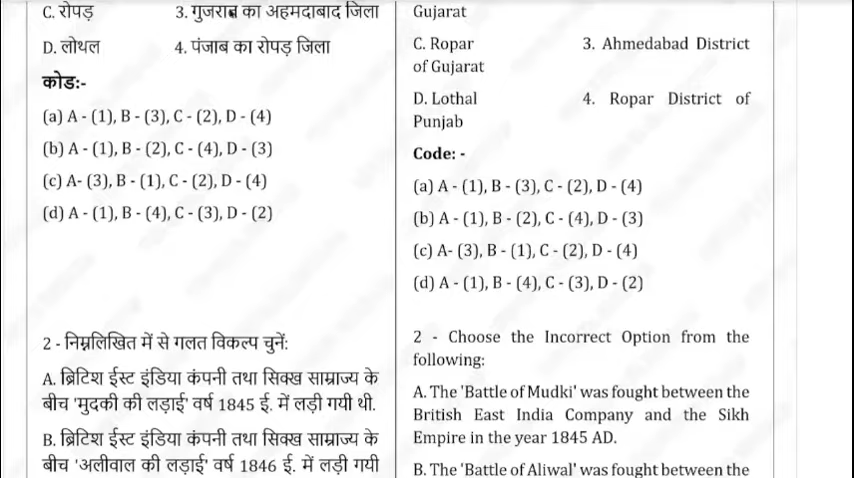 C. रोपड़ 3. गुजरात का अहमदाबाद जिला
D. लोथल 4. पंजाब का रोपड़ जिला
कोड:-
(a) A - (1), B - (3), C - (2), D - (4)
(b) A - (1), B - (2), C - (4), D - (3)
(c) A- (3), B - (1), C - (2), D - (4)
(d) A - (1), B - (4), C - (3), D - (2)
2 - निम्नलिखित में से गलत विकल्प चुनें:
A. ब्रिटिश ईस्ट इंडिया कंपनी तथा सिक्ख साम्राज्य के
बीच 'मुदकी की लड़ाई' वर्ष 1845 ई. में लड़ी गयी थी.
B. ब्रिटिश ईस्ट इंडिया कंपनी तथा सिक्ख साम्राज्य के
बीच 'अलीवाल की लड़ाई' वर्ष 1846 ई. में लड़ी गयी
Gujarat
C. Ropar 3. Ahmedabad District
of Gujarat
D. Lothal 4. Ropar District of
Punjab
Code: -
(a) A - (1), B - (3), C - (2), D - (4)
(b) A - (1), B - (2), C - (4), D - (3)
(c) A- (3), B - (1), C - (2), D - (4)
(d) A - (1), B - (4), C - (3), D - (2)
2 - Choose the Incorrect Option from the
following:
A. The 'Battle of Mudki' was fought between the
British East India Company and the Sikh
Empire in the year 1845 AD.
B. The 'Battle of Aliwal' was fought between the